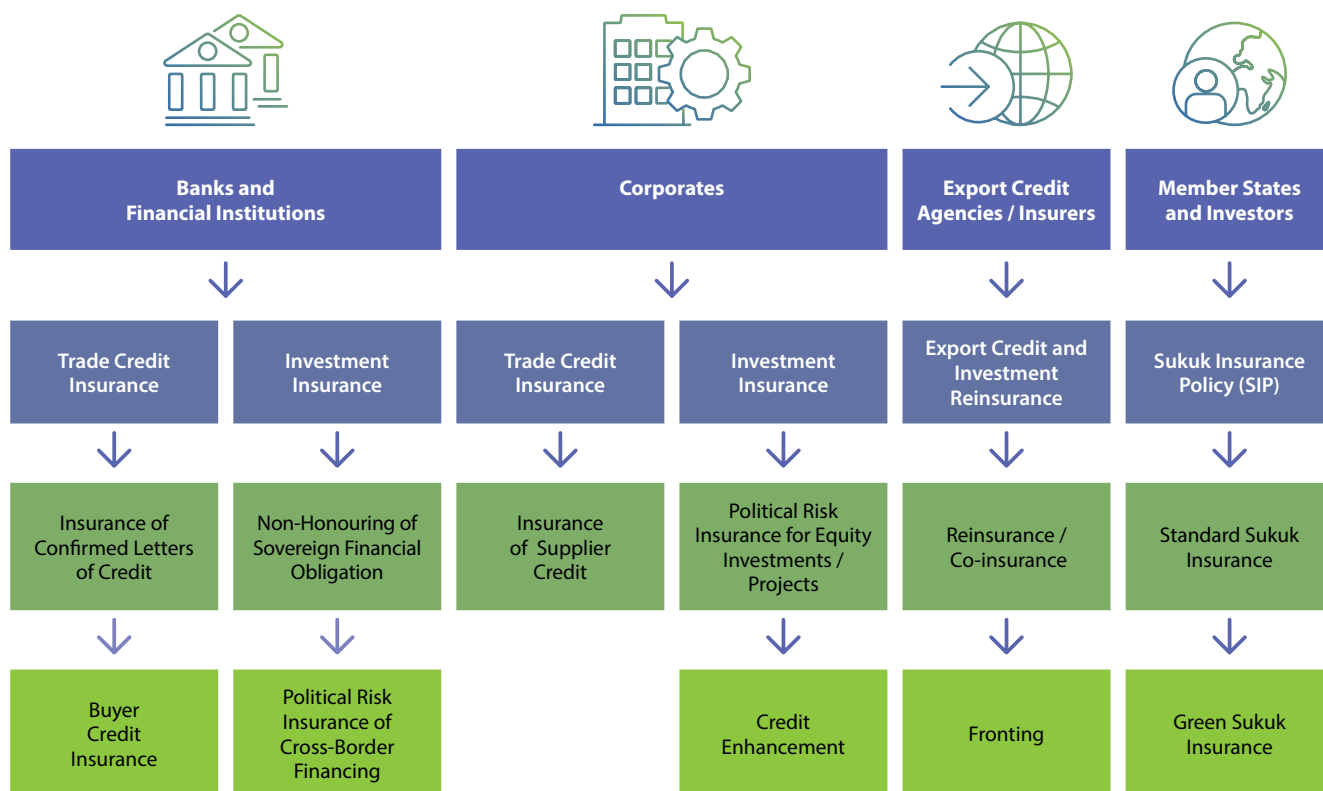 Banks and
Financial Institutions
Corporates
Export Credit
Agencies / Insurers
Member States
and Investors
Trade Credit
Insurance
Investment
Insurance
Trade Credit
Insurance
Investment
Insurance
Export Credit and
Investment
Reinsurance
Sukuk Insurance
Policy (SIP)
Insurance of
Confirmed Letters
of Credit
Non-Honouring of
Sovereign Financial
Obligation
Insurance
of Supplier
Credit
Political Risk
Insurance for Equity
Investments /
Projects
Reinsurance /
Co-insurance
Standard Sukuk
Insurance
Buyer
Credit
Insurance
Political Risk
Insurance of
Cross-Border
Financing
Credit
Enhancement
Fronting
Green Sukuk
Insurance